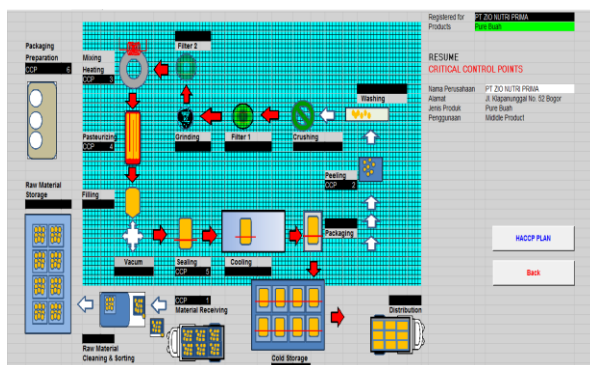 Registered for PT ZIO NUTRI PRIMA
Products Pure Buah
RESUME
CRITICAL CONTROL POINTS
Nama Perusahaan PT ZIO NUTRI PRIMA
Alamat Jl. Klapanunggal No. 52 Bogor
Jenis Produk Pure Buah
Penggunaan Mididle Product
HACCP PLAN
Back
Packaging
Preparation
CCP 6
Mixing
Heating
CCP 3
Filter 2
Washing
Pasteurizing
CCP 4
Grinding
Filter 1
Crushing
Peeling
CCP 2
Raw Material
Storage
Filling
Packaging
Vacum
Sealing
CCP 5
Cooling
CCP 1
Material Receiving
Distribution
Raw Material
Cleaning & Sorting
Cold Storage